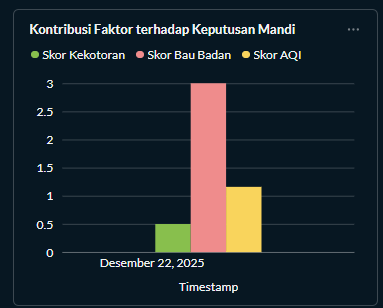 Kontribusi Faktor terhadap Keputusan Mandi
Skor Kekotoran Skor Bau Badan Skor AQI
3
2.5
2
1.5
1
0.5
0
Desember 22, 2025
Timestamp